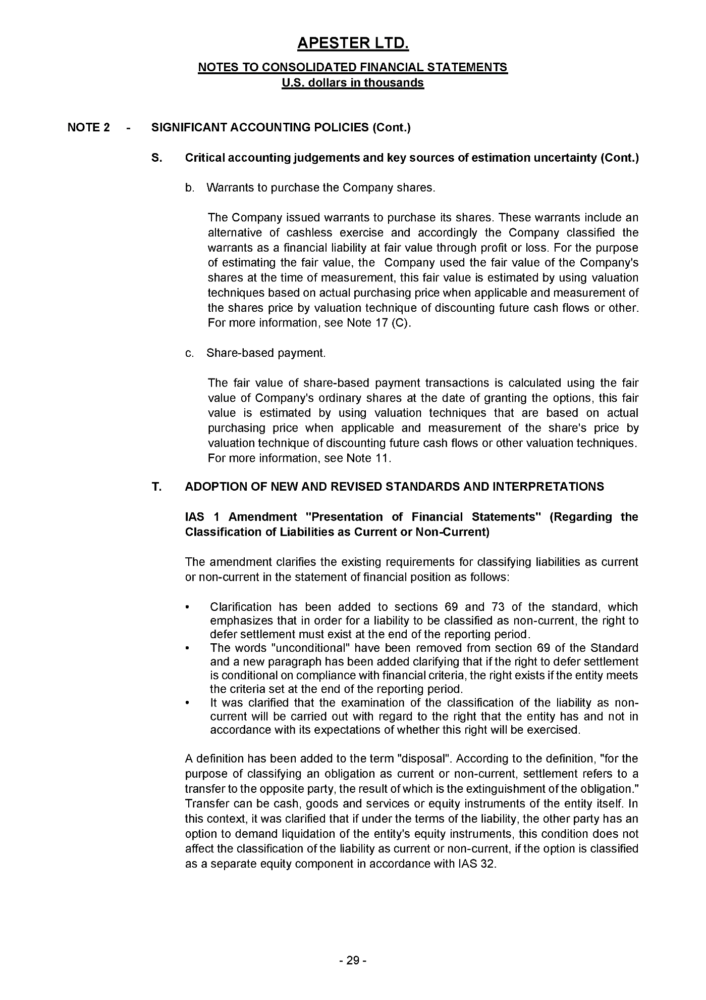 APESTER LTD.
NOTES TO CONSOLIDATED FINANCIAL STATEMENTS
U.S. dollars in thousands
NOTE 2 - SIGNIFICANT ACCOUNTING POLICIES (Cont.)
S. Critical accounting judgements and key sources of estimation uncertainty (Cont.)
b. Warrants to purchase the Company shares.
The Company issued warrants to purchase its shares. These warrants include an
alternative of cashless exercise and accordingly the Company classified the
warrants as a financial liability at fair value through profit or loss. For the purpose
of estimating the fair value, the Company used the fair value of the Company's
shares at the time of measurement, this fair value is estimated by using valuation
techniques based on actual purchasing price when applicable and measurement of
the shares price by valuation technique of discounting future cash flows or other.
For more information, see Note 17 (C).
c. Share-based payment.
The fair value of share-based payment transactions is calculated using the fair
value of Company's ordinary shares at the date of granting the options, this fair
value is estimated by using valuation techniques that are based on actual
purchasing price when applicable and measurement of the share's price by
valuation technique of discounting future cash flows or other valuation techniques.
For more information, see Note 11.
T. ADOPTION OF NEW AND REVISED STANDARDS AND INTERPRETATIONS
IAS 1 Amendment "Presentation of Financial Statements" (Regarding the
Classification of Liabilities as Current or Non-Current)
The amendment clarifies the existing requirements for classifying liabilities as current
or non-current in the statement of financial position as follows:
• Clarification has been added to sections 69 and 73 of the standard, which
emphasizes that in order for a liability to be classified as non-current, the right to
defer settlement must exist at the end of the reporting period.
• The words "unconditional" have been removed from section 69 of the Standard
and a new paragraph has been added clarifying that if the right to defer settlement
is conditional on compliance with financial criteria, the right exists if the entity meets
the criteria set at the end of the reporting period.
• It was clarified that the examination of the classification of the liability as non-
current will be carried out with regard to the right that the entity has and not in
accordance with its expectations of whether this right will be exercised.
A definition has been added to the term "disposal". According to the definition, "for the
purpose of classifying an obligation as current or non-current, settlement refers to a
transfer to the opposite party, the result of which is the extinguishment of the obligation."
Transfer can be cash, goods and services or equity instruments of the entity itself. In
this context, it was clarified that if under the terms of the liability, the other party has an
option to demand liquidation of the entity's equity instruments, this condition does not
affect the classification of the liability as current or non-current, if the option is classified
as a separate equity component in accordance with IAS 32.
- 29 -